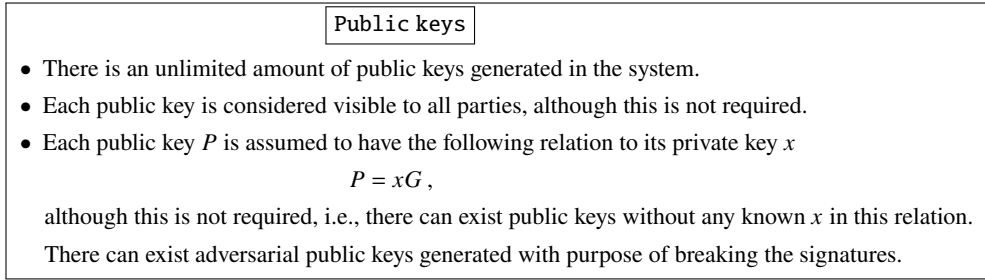 Public keys
• There is an unlimited amount of public keys generated in the system.
• Each public key is considered visible to all parties, although this is not required.
• Each public key P is assumed to have the following relation to its private key x
P = xG ,
although this is not required, i.e., there can exist public keys without any known x in this relation.
There can exist adversarial public keys generated with purpose of breaking the signatures.